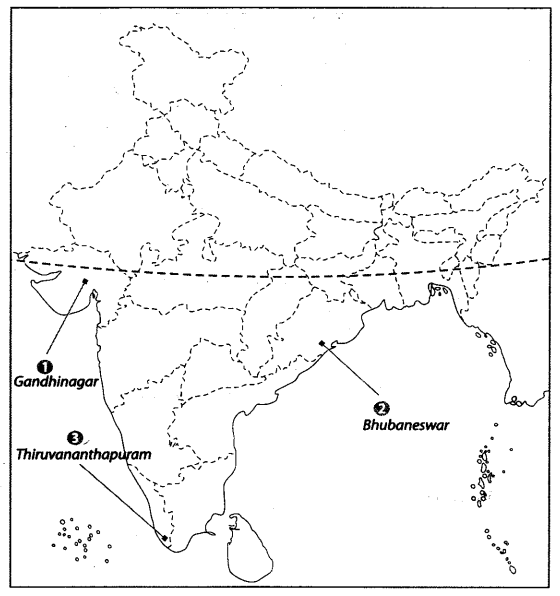 ❶
Gandhinagar
❷
Bhubaneswar
❸
Thiruvananthapuram